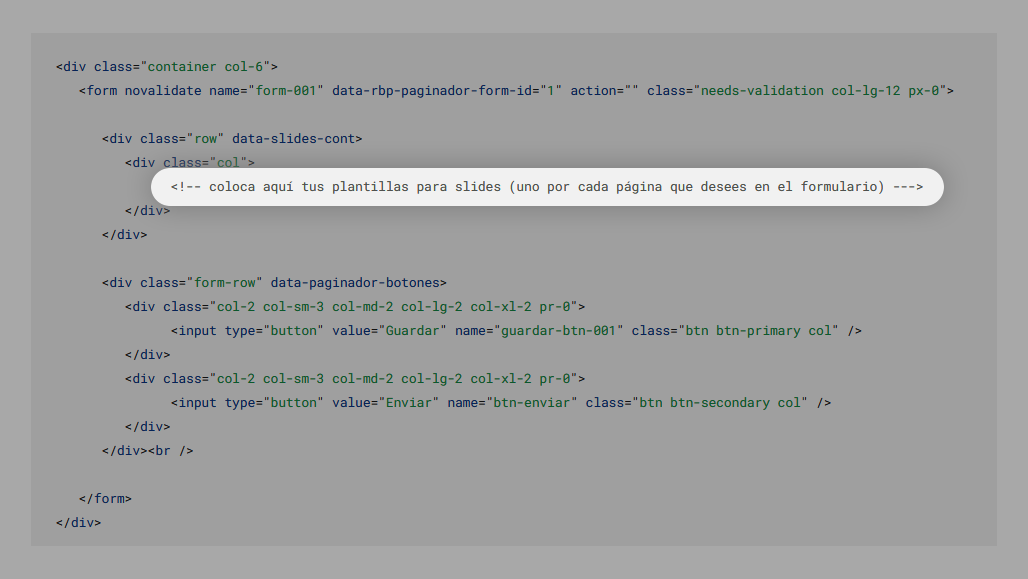 <div class="container col-6">
<form novalidate name="form-001" data-rbp-paginador-form-id="1" action="" class="needs-validation col-lg-12 px-0">
<div class="row" data-slides-cont>
<div class="col">
<!-- coloca aquí tus plantillas para slides (uno por cada página que desees en el formulario) --->
</div>
</div>
<div class="form-row" data-paginador-botones>
<div class="col-2 col-sm-3 col-md-2 col-lg-2 col-xl-2 pr-0">
<input type="button" value="Guardar" name="guardar-btn-001" class="btn btn-primary col" />
</div>
<div class="col-2 col-sm-3 col-md-2 col-lg-2 col-xl-2 pr-0">
<input type="button" value="Enviar" name="btn-enviar" class="btn btn-secondary col" />
</div>
</div><br />
</form>
</div>